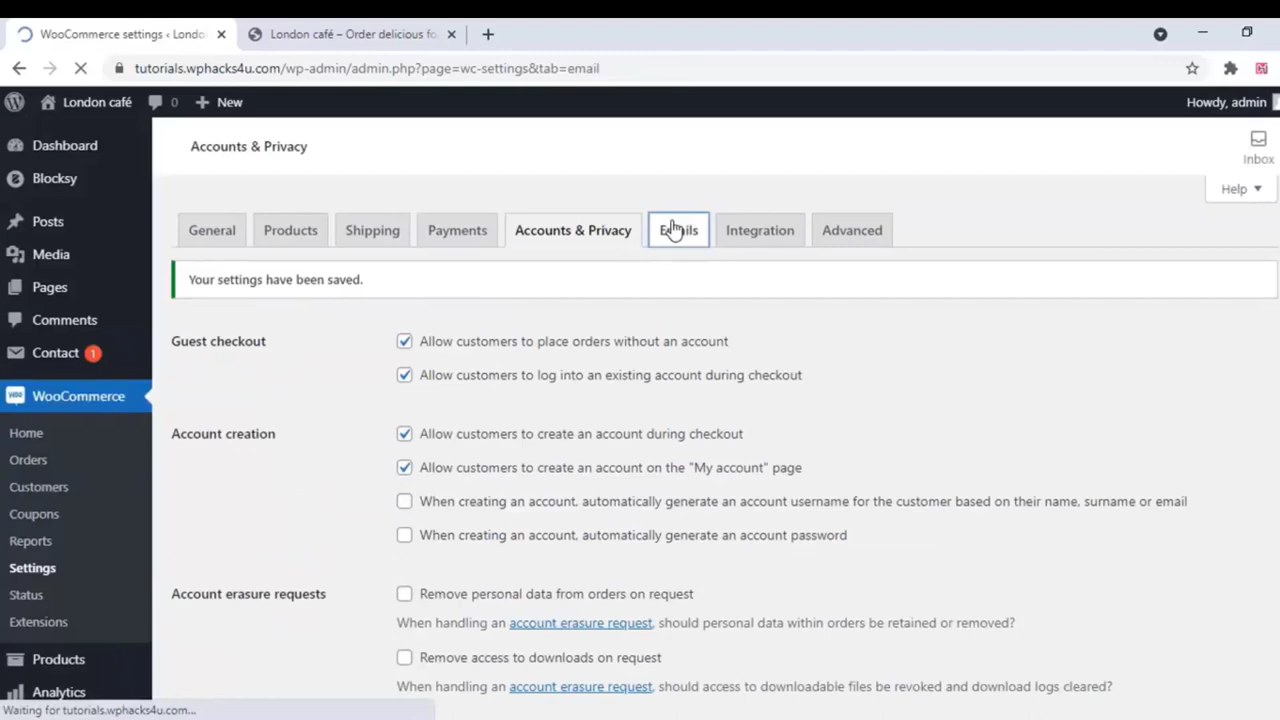 WooCommerce settings ‹ Londo
London café – Order delicious fo
tutorials.wphacks4u.com/wp-admin/admin.php?page=wc-settings&tab=email
London café
0
New
Howdy, admin
Dashboard
Blocksy
Posts
Media
Pages
Comments
Contact 1
WooCommerce
Home
Orders
Customers
Coupons
Reports
Settings
Status
Extensions
Products
Analytics
Accounts & Privacy
Inbox
Help
General
Products
Shipping
Payments
Accounts & Privacy
Emails
Integration
Advanced
Your settings have been saved.
Guest checkout
Allow customers to place orders without an account
Allow customers to log into an existing account during checkout
Account creation
Allow customers to create an account during checkout
Allow customers to create an account on the "My account" page
When creating an account, automatically generate an account username for the customer based on their name, surname or email
When creating an account, automatically generate an account password
Account erasure requests
Remove personal data from orders on request
When handling an account erasure request, should personal data within orders be retained or removed?
Remove access to downloads on request
When handling an account erasure request, should access to downloadable files be revoked and download logs cleared?
Waiting for tutorials.wphacks4u.com...